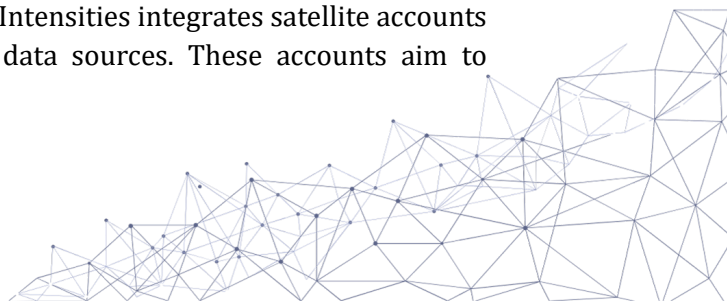 Intensities integrates satellite accounts
data sources. These accounts aim to